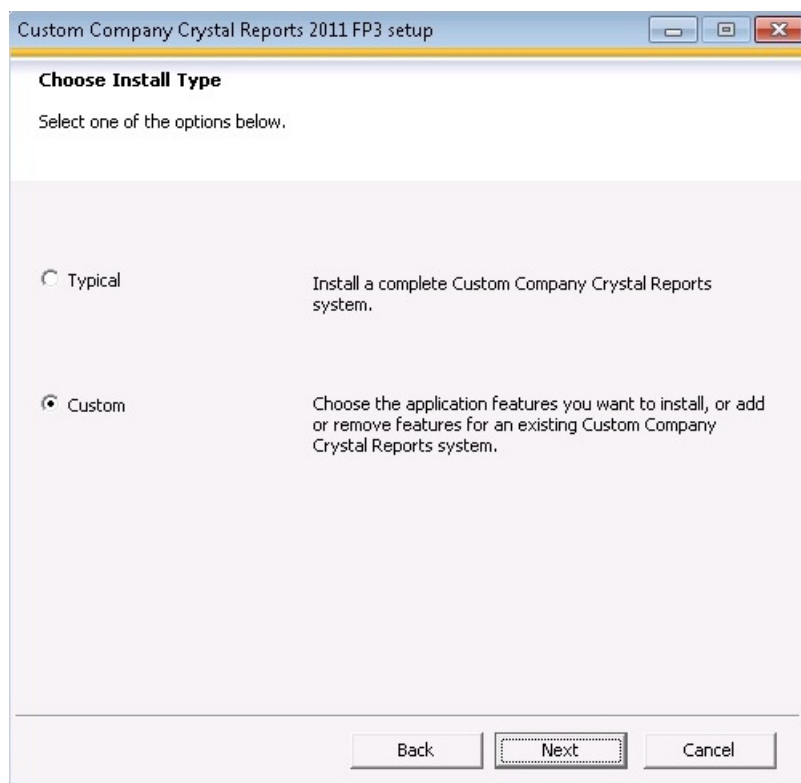 Custom Company Crystal Reports 2011 FP3 setup
Choose Install Type
Select one of the options below.
Typical
Install a complete Custom Company Crystal Reports
system.
Custom
Choose the application features you want to install, or add
or remove features for an existing Custom Company
Crystal Reports system.
Back
Next
Cancel